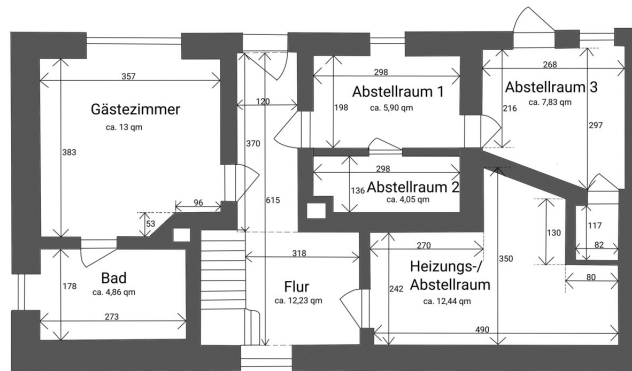 357
Gästezimmer
ca. 13 qm
383
96
53
120
370
615
298
Abstellraum 1
ca. 5,90 qm
198
298
136
Abstellraum 2
ca. 4,05 qm
268
Abstellraum 3
ca. 7,83 qm
216
297
117
82
130
80
Bad
ca. 4,86 qm
178
273
318
Flur
ca. 12,23 qm
270
242
Heizungs-/
Abstellraum
ca. 12,44 qm
350
490